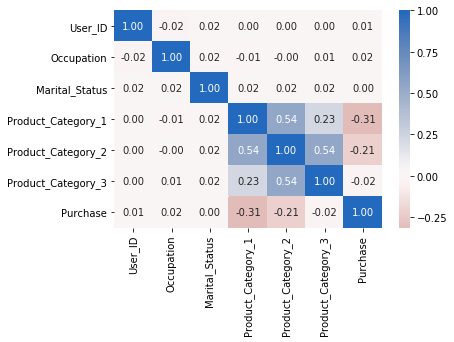 User_ID 1.00 -0.02 0.02 0.00 0.00 0.00 0.01
Occupation -0.02 1.00 0.02 -0.01 -0.00 0.01 0.02
Marital_Status 0.02 0.02 1.00 0.02 0.02 0.02 0.00
Product_Category_1 0.00 -0.01 0.02 1.00 0.54 0.23 -0.31
Product_Category_2 0.00 -0.00 0.02 0.54 1.00 0.54 -0.21
Product_Category_3 0.00 0.01 0.02 0.23 0.54 1.00 -0.02
Purchase 0.01 0.02 0.00 -0.31 -0.21 -0.02 1.00
User_ID
Occupation
Marital_Status
Product_Category_1
Product_Category_2
Product_Category_3
Purchase
1.00
0.75
0.50
0.25
0.00
-0.25